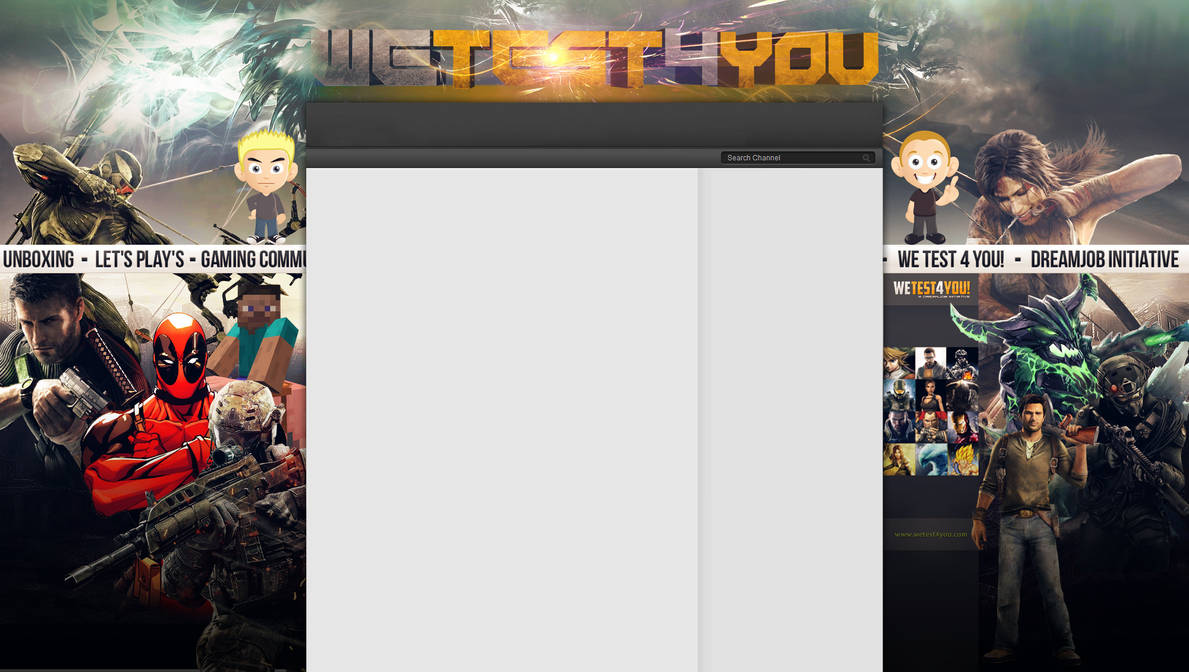 WETEST4YOU
Search Channel
UNBOXING - LET'S PLAY'S - GAMING COMMU
- WE TEST 4 YOU! - DREAMJOB INITIATIVE
WETEST4YOU!
A DREAMJOB INITIATIVE
www.wetest4you.com